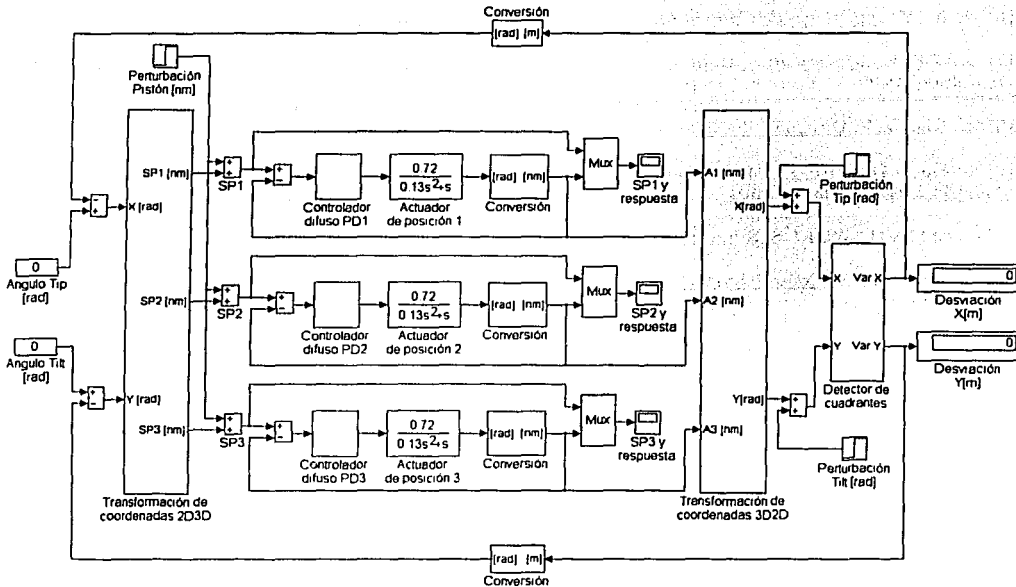 Conversión
[rad] [m]
Perturbación
Pistón [nm]
SP1 [nm]
X [rad]
SP2 [nm]
Y [rad]
SP3 [nm]
Transformación de
coordenadas 2D3D
0
Angulo Tip
[rad]
0
Angulo Tilt
[rad]
SP1
Controlador
difuso PD1
0.72
0.13s²+s
Actuador
de posición 1
[rad] [nm]
Conversión
Mux
SP1 y
respuesta
SP2
Controlador
difuso PD2
0.72
0.13s²+s
Actuador
de posición 2
[rad] [nm]
Conversión
Mux
SP2 y
respuesta
SP3
Controlador
difuso PD3
0.72
0.13s²+s
Actuador
de posición 3
[rad] [nm]
Conversión
Mux
SP3 y
respuesta
A1 [nm]
X[rad]
A2 [nm]
Y[rad]
A3 [nm]
Transformación de
coordenadas 3D2D
Perturbación
Tip [rad]
X Var X
Y Var Y
Detector de
cuadrantes
Perturbación
Tilt [rad]
0
Desviación
X[m]
0
Desviación
Y[m]
[rad] [m]
Conversión